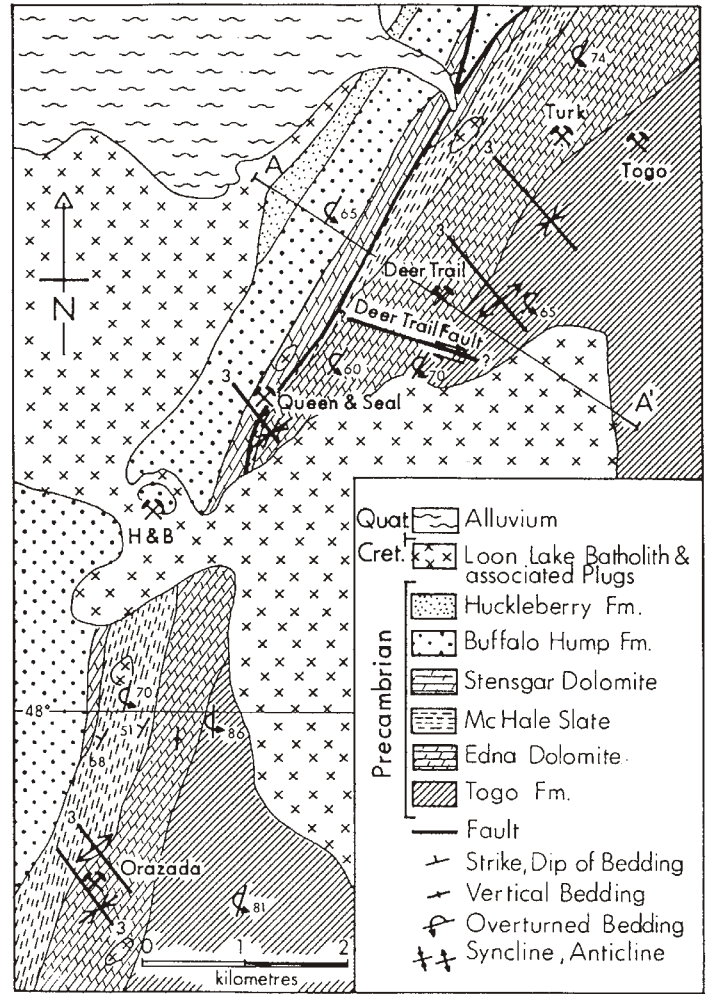 74
Turk
3
Togo
A
65
3
Deer Trail
N
65
?
Deer Trail Fault
?
60
70
3
Queen & Seal
A'
H & B
Quat.
Alluvium
Cret.
Loon Lake Batholith &
associated Plugs
Precambrian
Huckleberry Fm.
Buffalo Hump Fm.
Stensgar Dolomite
Mc Hale Slate
Edna Dolomite
Togo Fm.
Fault
Strike, Dip of Bedding
Vertical Bedding
Overturned Bedding
Syncline, Anticline
70
48°
51
86
68
3
Orazada
3
81
0 1 2
kilometres